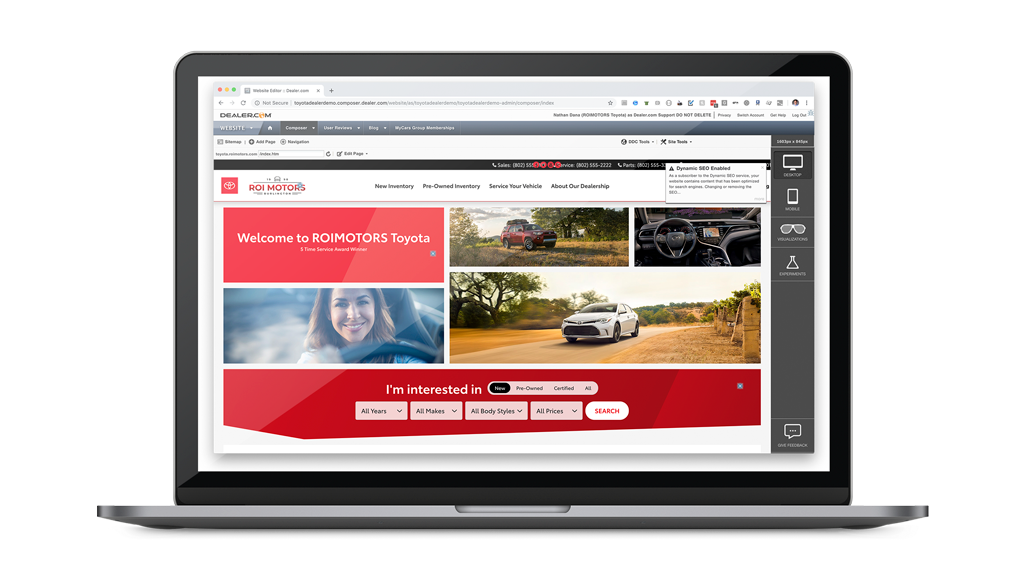 Website Editor : Dealer.com
Not Secure toyotadealerdemo.composer.dealer.com/website/as/toyotadealerdemo/toyotadealerdemo-admin/composer/index
DEALER.COM
Nathan Dana (ROIMOTORS Toyota) as Dealer.com Support DO NOT DELETE Privacy Switch Account Get Help Log Out
WEBSITE Composer User Reviews Blog MyCars Group Memberships
Sitemap Add Page Navigation DDC Tools Site Tools
1603px x 845px
toyota.roimotors.com /index.htm Edit Page
Sales: (802) 555 Service: 555-2222 Parts: (802) 555-3
Dynamic SEO Enabled
As a subscriber to the Dynamic SEO service, your
website contains content that has been optimized
for search engines. Changing or removing the
SEO...
ROI MOTORS
BURLINGTON
New Inventory Pre-Owned Inventory Service Your Vehicle About Our Dealership
DESKTOP
MOBILE
VISUALIZATIONS
EXPERIMENTS
Welcome to ROIMOTORS Toyota
5 Time Service Award Winner
I'm interested in New Pre-Owned Certified All
All Years All Makes All Body Styles All Prices SEARCH
GIVE FEEDBACK